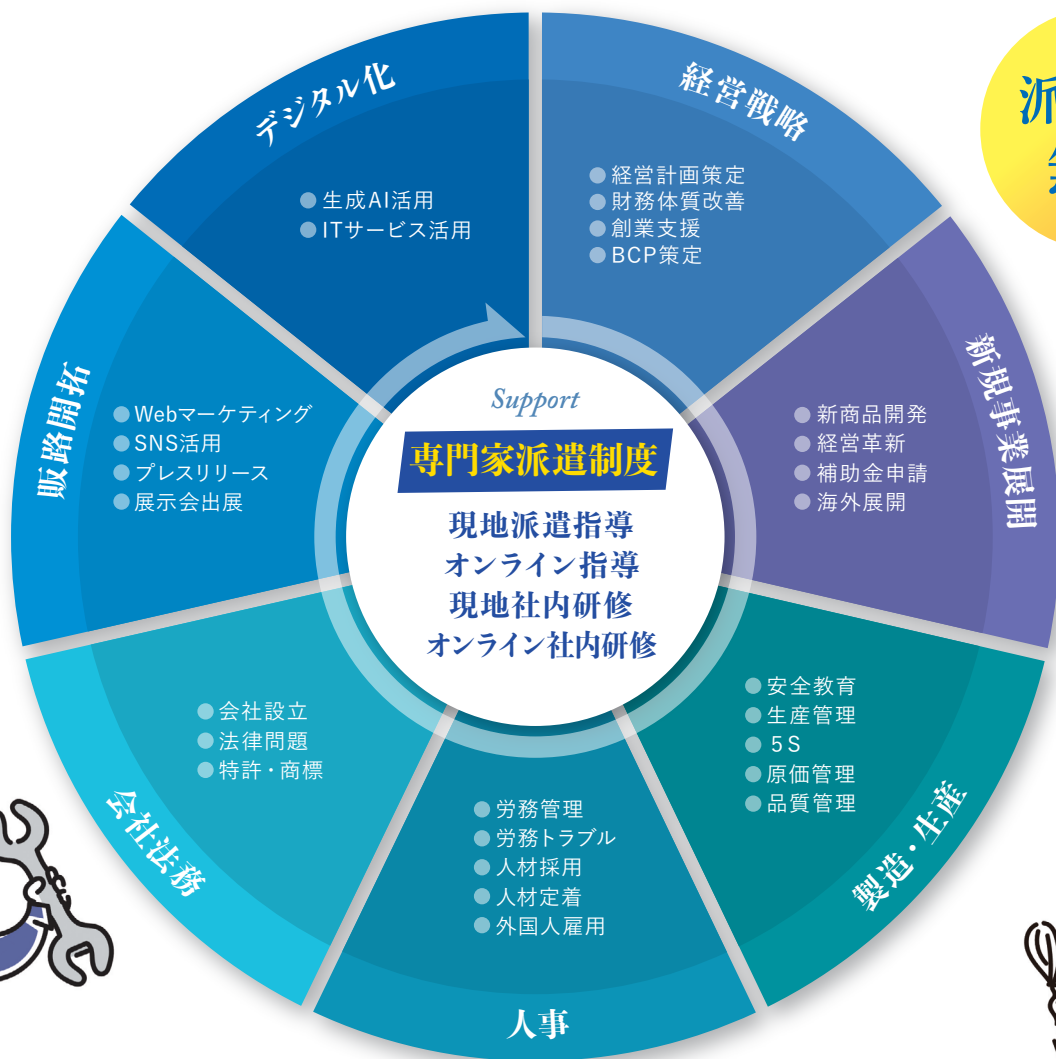 経営戦略
経営計画策定
財務体質改善
創業支援
BCP策定
新規事業展開
新商品開発
経営革新
補助金申請
海外展開
製造・生産
安全教育
生産管理
5S
原価管理
品質管理
人事
労務管理
労務トラブル
人材採用
人材定着
外国人雇用
会社法務
会社設立
法律問題
特許・商標
販路開拓
Webマーケティング
SNS活用
プレスリリース
展示会出展
デジタル化
生成AI活用
ITサービス活用
Support
専門家派遣制度
現地派遣指導
オンライン指導
現地社内研修
オンライン社内研修
派